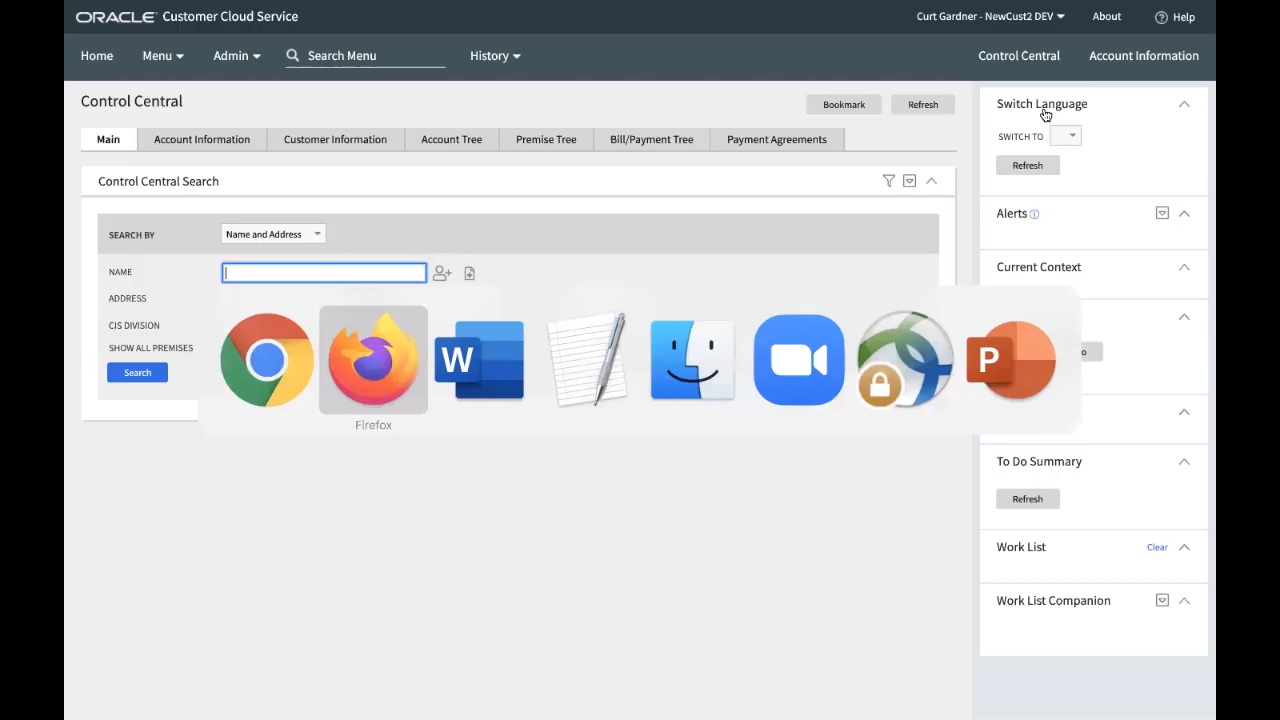 ORACLE Customer Cloud Service
Curt Gardner - NewCust2 DEV
About
Help
Home
Menu
Admin
Search Menu
History
Control Central
Account Information
Control Central
Bookmark
Refresh
Main
Account Information
Customer Information
Account Tree
Premise Tree
Bill/Payment Tree
Payment Agreements
Control Central Search
SEARCH BY
Name and Address
NAME
ADDRESS
CIS DIVISION
SHOW ALL PREMISES
Search
W
P
Firefox
Switch Language
SWITCH TO
Refresh
Alerts
Current Context
To Do Summary
Refresh
Work List
Clear
Work List Companion